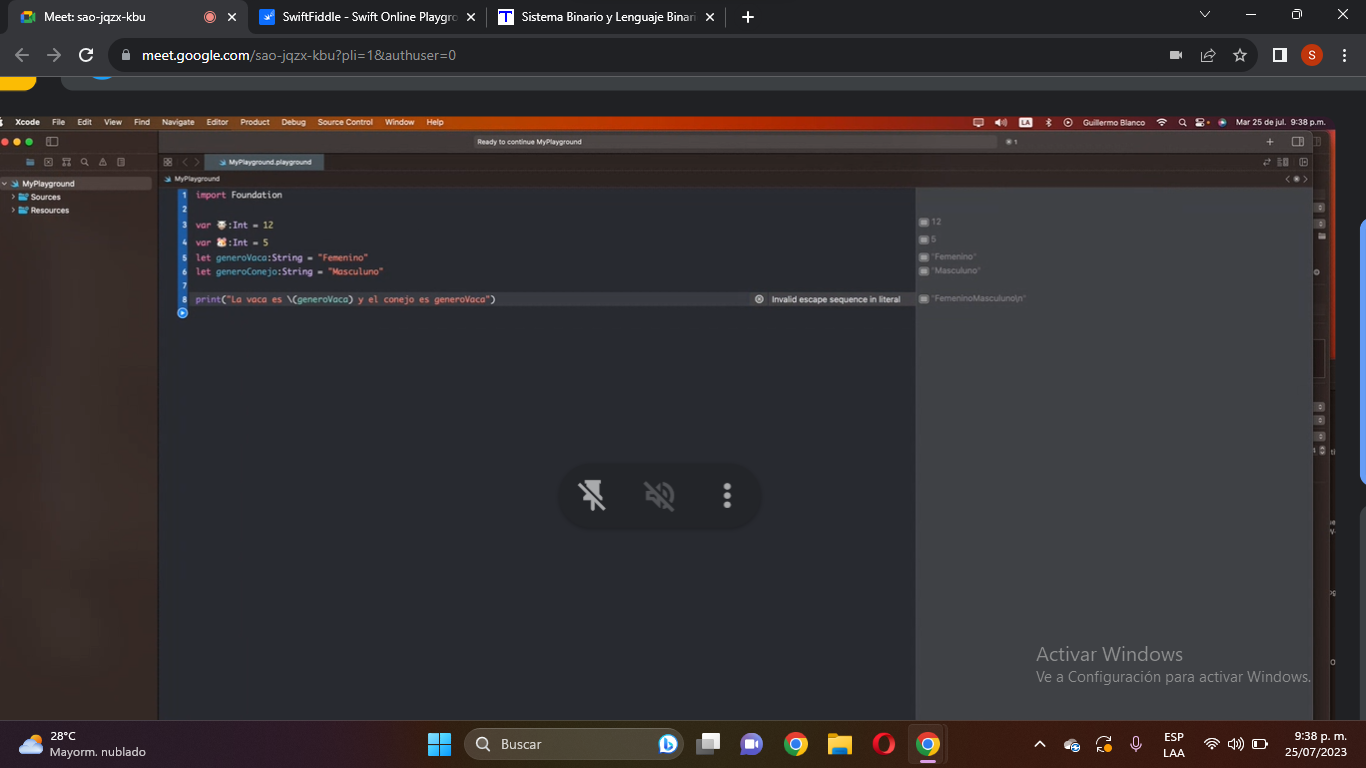 Meet: sao-jqzx-kbu
SwiftFiddle - Swift Online Playgro
Sistema Binario y Lenguaje Binari
meet.google.com/sao-jqzx-kbu?pli=1&authuser=0
S
Xcode File Edit View Find Navigate Editor Product Debug Source Control Window Help
LA
Guillermo Blanco
Mar 25 de jul. 9:38 p.m.
Ready to continue MyPlayground
1
MyPlayground.playground
MyPlayground
MyPlayground
Sources
Resources
1 import Foundation
2
3 var 🐮:Int = 12
12
4 var 🐹:Int = 5
5
5 let generoVaca:String = "Femenino"
"Femenino"
6 let generoConejo:String = "Masculuno"
"Masculuno"
7
8 print("La vaca es \(generoVaca) y el conejo es generoVaca")
Invalid escape sequence in literal
"FemeninoMasculuno\n"
Activar Windows
Ve a Configuración para activar Windows.
28°C
Mayorm. nublado
Buscar
ESP
LAA
9:38 p. m.
25/07/2023